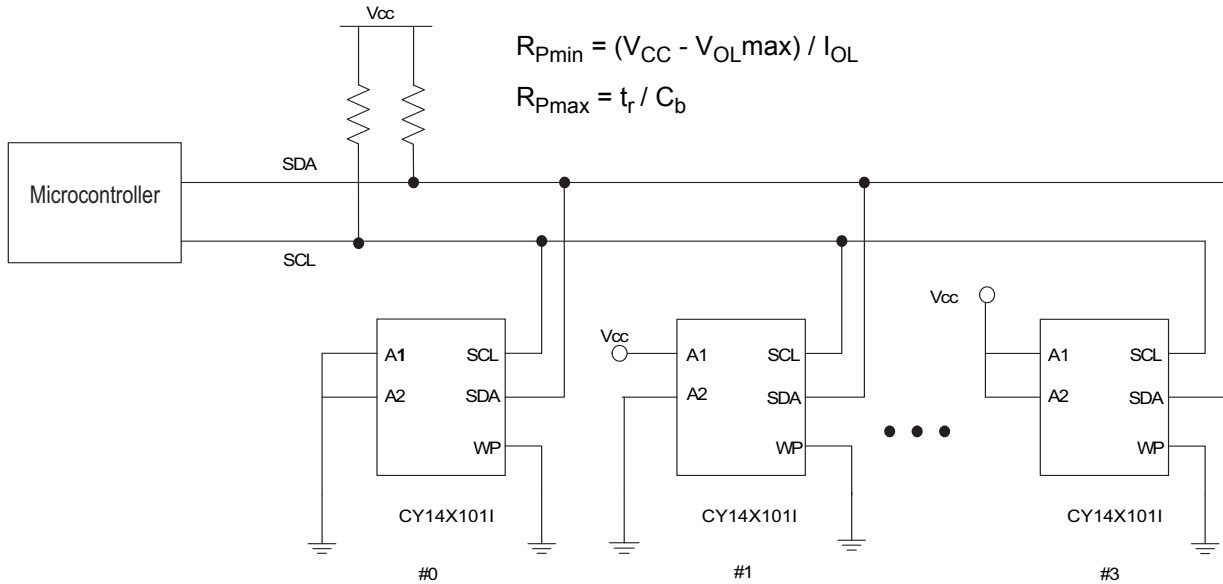 Vcc
R_Pmin = (V_CC - V_OLmax) / I_OL
R_Pmax = t_r / C_b
SDA
Microcontroller
SCL
Vcc
Vcc
A1 SCL
A2 SDA
WP
A1 SCL
A2 SDA
WP
A1 SCL
A2 SDA
WP
CY14X101I CY14X101I CY14X101I
#0 #1 #3